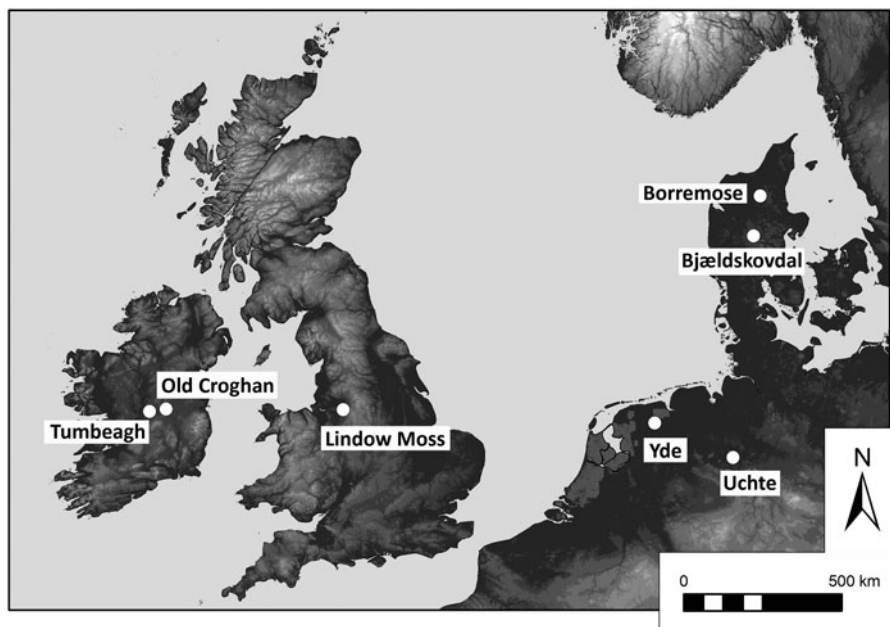 Borremose
Bjældskovdal
Old Croghan
Tumbeagh
Lindow Moss
Yde
Uchte
N
0 500 km